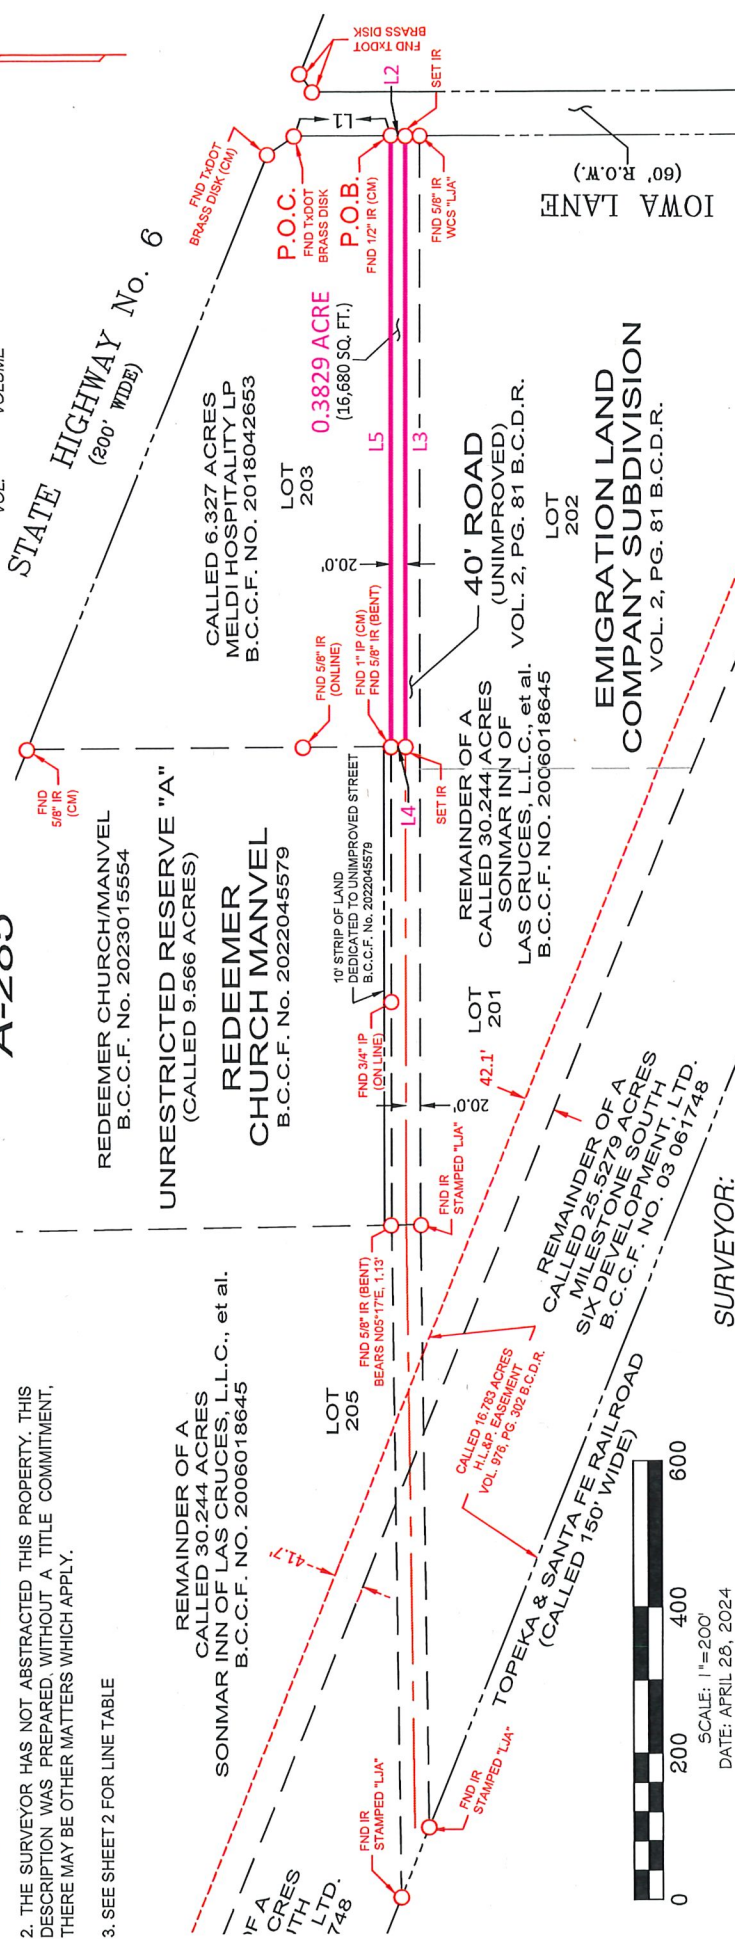 2. THE SURVEYOR HAS NOT ABSTRACTED THIS PROPERTY. THIS
DESCRIPTION WAS PREPARED WITHOUT A TITLE COMMITMENT,
THERE MAY BE OTHER MATTERS WHICH APPLY.
3. SEE SHEET 2 FOR LINE TABLE
A-285
VOL.
VOLUME
STATE HIGHWAY No. 6
(200' WIDE)
FND
5/8" IR
(CM)
REDEEMER CHURCH/MANVEL
B.C.C.F. No. 2023015554
UNRESTRICTED RESERVE "A"
(CALLED 9.566 ACRES)
REDEEMER
CHURCH MANVEL
B.C.C.F. No. 2022045579
10' STRIP OF LAND
DEDICATED TO UNIMPROVED STREET
B.C.C.F. No. 2022045579
FND 3/4" IP
(ON LINE)
CALLED 6.327 ACRES
MELDI HOSPITALITY LP
B.C.C.F. NO. 2018042653
LOT
203
FND 5/8" IR
(ONLINE)
FND 1" IP (CM)
FND 5/8" IR (BENT)
20.0'
0.3829 ACRE
(16,680 SQ. FT.)
L5
L3
L4
SET IR
FND TxDOT
BRASS DISK (CM)
P.O.C.
FND TxDOT
BRASS DISK
L1
P.O.B.
FND 1/2" IR (CM)
FND TxDOT
BRASS DISK
L2
SET IR
FND 5/8" IR
WCS "LJA"
IOWA LANE
(60' R.O.W.)
40' ROAD
(UNIMPROVED)
VOL. 2, PG. 81 B.C.D.R.
LOT
202
EMIGRATION LAND
COMPANY SUBDIVISION
VOL. 2, PG. 81 B.C.D.R.
REMAINDER OF A
CALLED 30.244 ACRES
SONMAR INN OF
LAS CRUCES, L.L.C., et al.
B.C.C.F. NO. 2006018645
LOT
201
20.0'
42.1'
FND IR
STAMPED "LJA"
FND 5/8" IR (BENT)
BEARS N05°17'E, 1.13'
REMAINDER OF A
CALLED 30.244 ACRES
SONMAR INN OF LAS CRUCES, L.L.C., et al.
B.C.C.F. NO. 2006018645
LOT
205
41.7'
REMAINDER OF A
CALLED 25.5279 ACRES
MILESTONE SOUTH
SIX DEVELOPMENT, LTD.
B.C.C.F. NO. 03 061748
CALLED 16.783 ACRES
H.L.&P. EASEMENT
VOL. 976, PG. 302 B.C.D.R.
TOPEKA & SANTA FE RAILROAD
(CALLED 150' WIDE)
FND IR
STAMPED "LJA"
FND IR
STAMPED "LJA"
F A
CRES
TH
LTD.
748
0 200 400 600
SCALE: 1"=200'
DATE: APRIL 28, 2024
SURVEYOR: